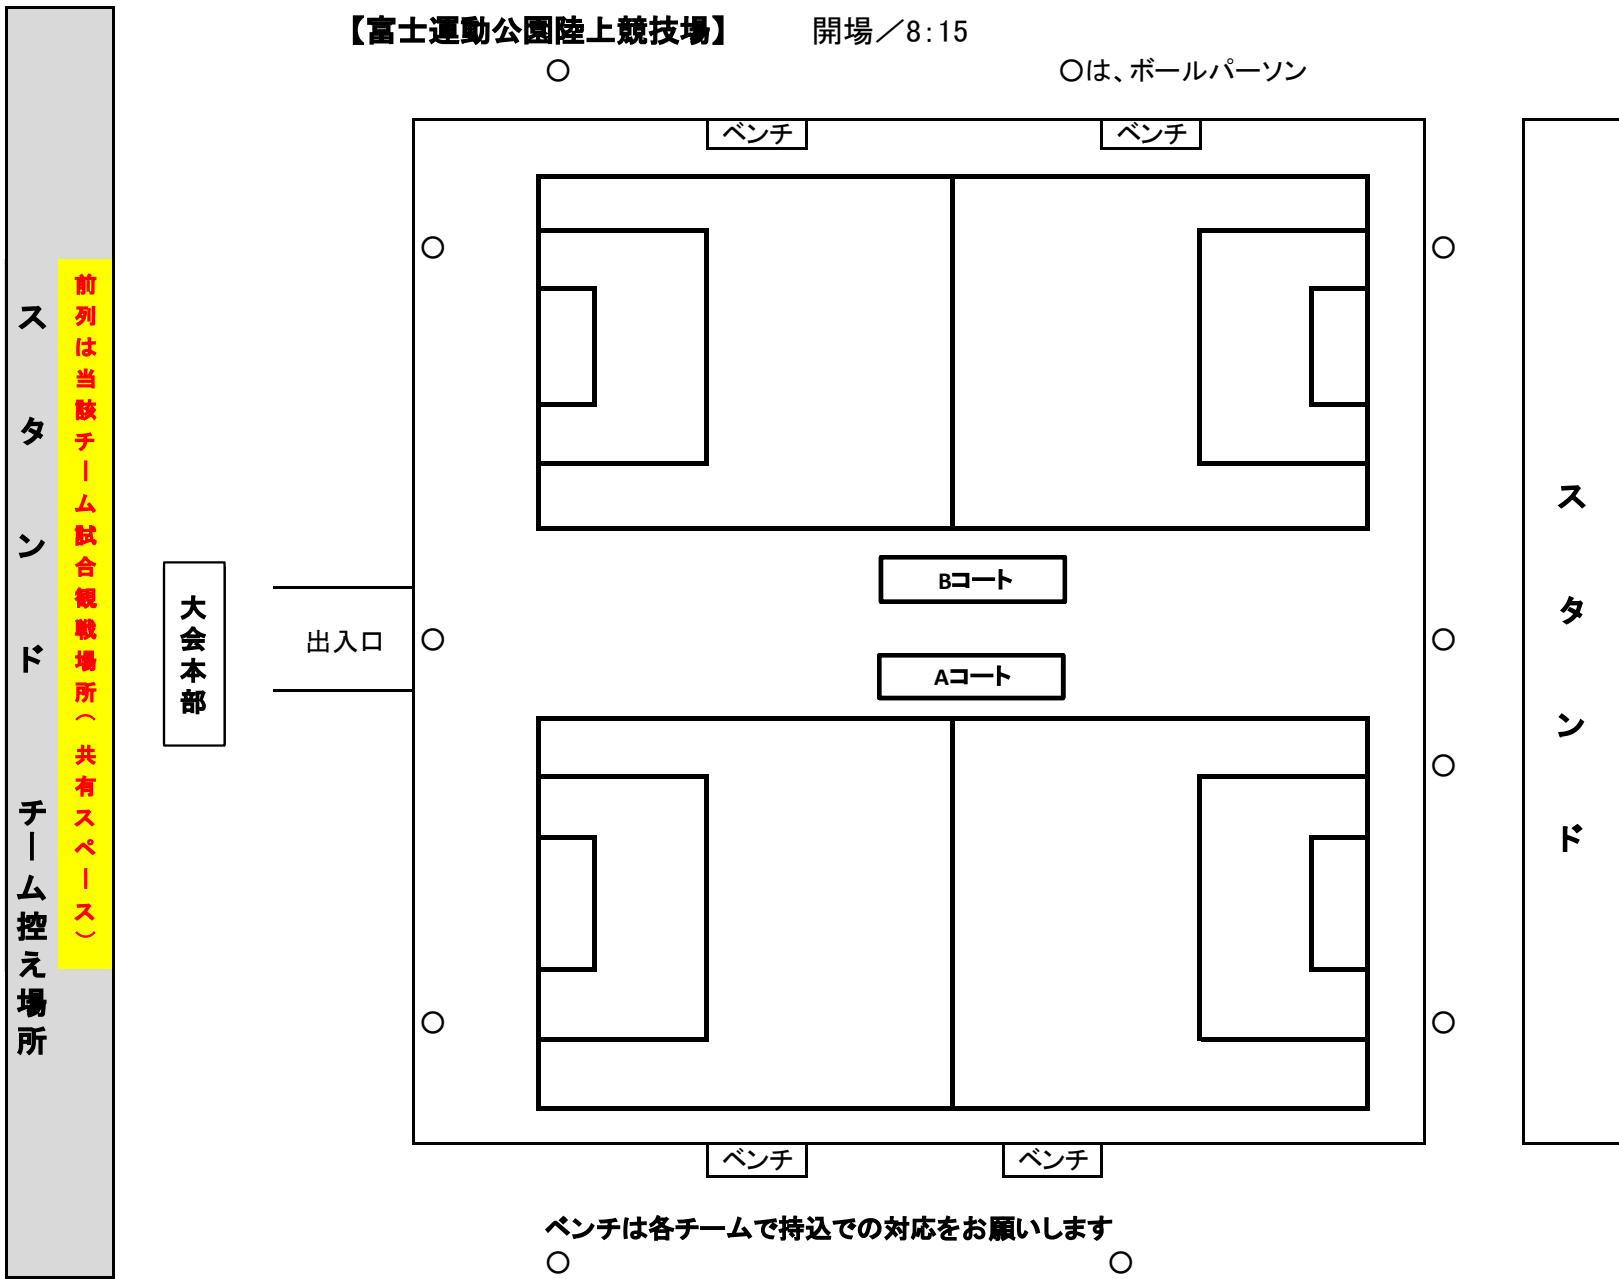 【富士運動公園陸上競技場】 開場／8:15
○
○は、ボールパーソン
ベンチ
ベンチ
○
○
スタンド チーム控え場所
前列は当該チーム試合観戦場所（共有スペース）
大会本部
出入口
○
Bコート
Aコート
○
○
○
○
スタンド
ベンチ
ベンチ
ベンチは各チームで持込での対応をお願いします
○
○